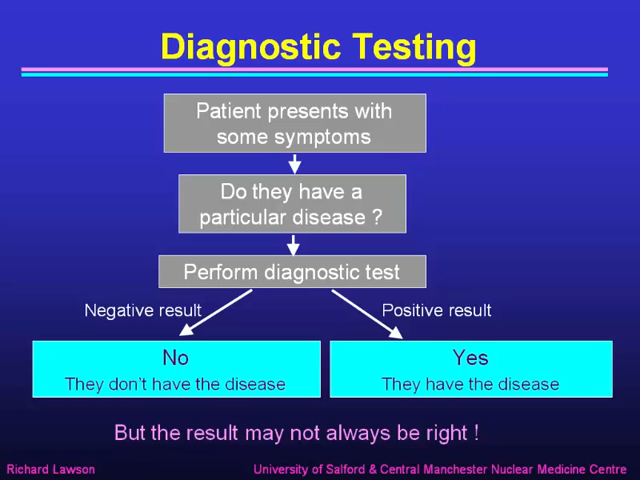 Diagnostic Testing
Patient presents with
some symptoms
Do they have a
particular disease ?
Perform diagnostic test
Negative result
Positive result
No
They don't have the disease
Yes
They have the disease
But the result may not always be right !
Richard Lawson
University of Salford & Central Manchester Nuclear Medicine Centre